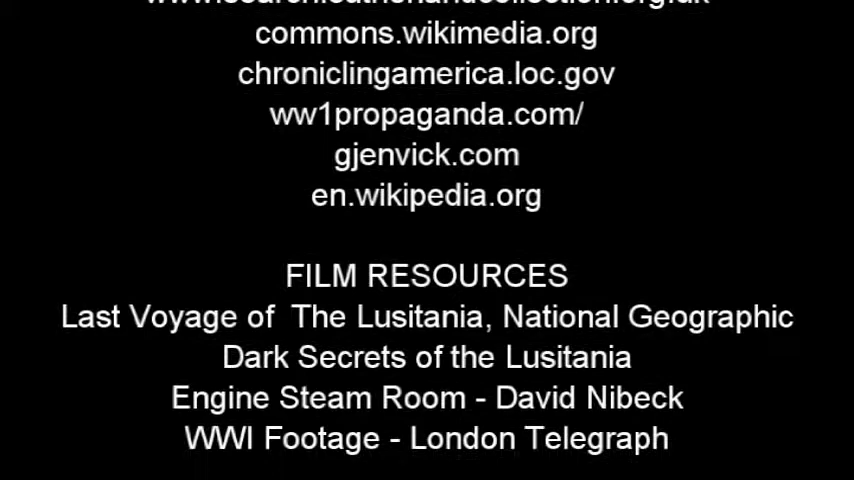 commons.wikimedia.org
chroniclingamerica.loc.gov
ww1propaganda.com/
gjenvick.com
en.wikipedia.org
FILM RESOURCES
Last Voyage of  The Lusitania, National Geographic
Dark Secrets of the Lusitania
Engine Steam Room - David Nibeck
WWI Footage - London Telegraph